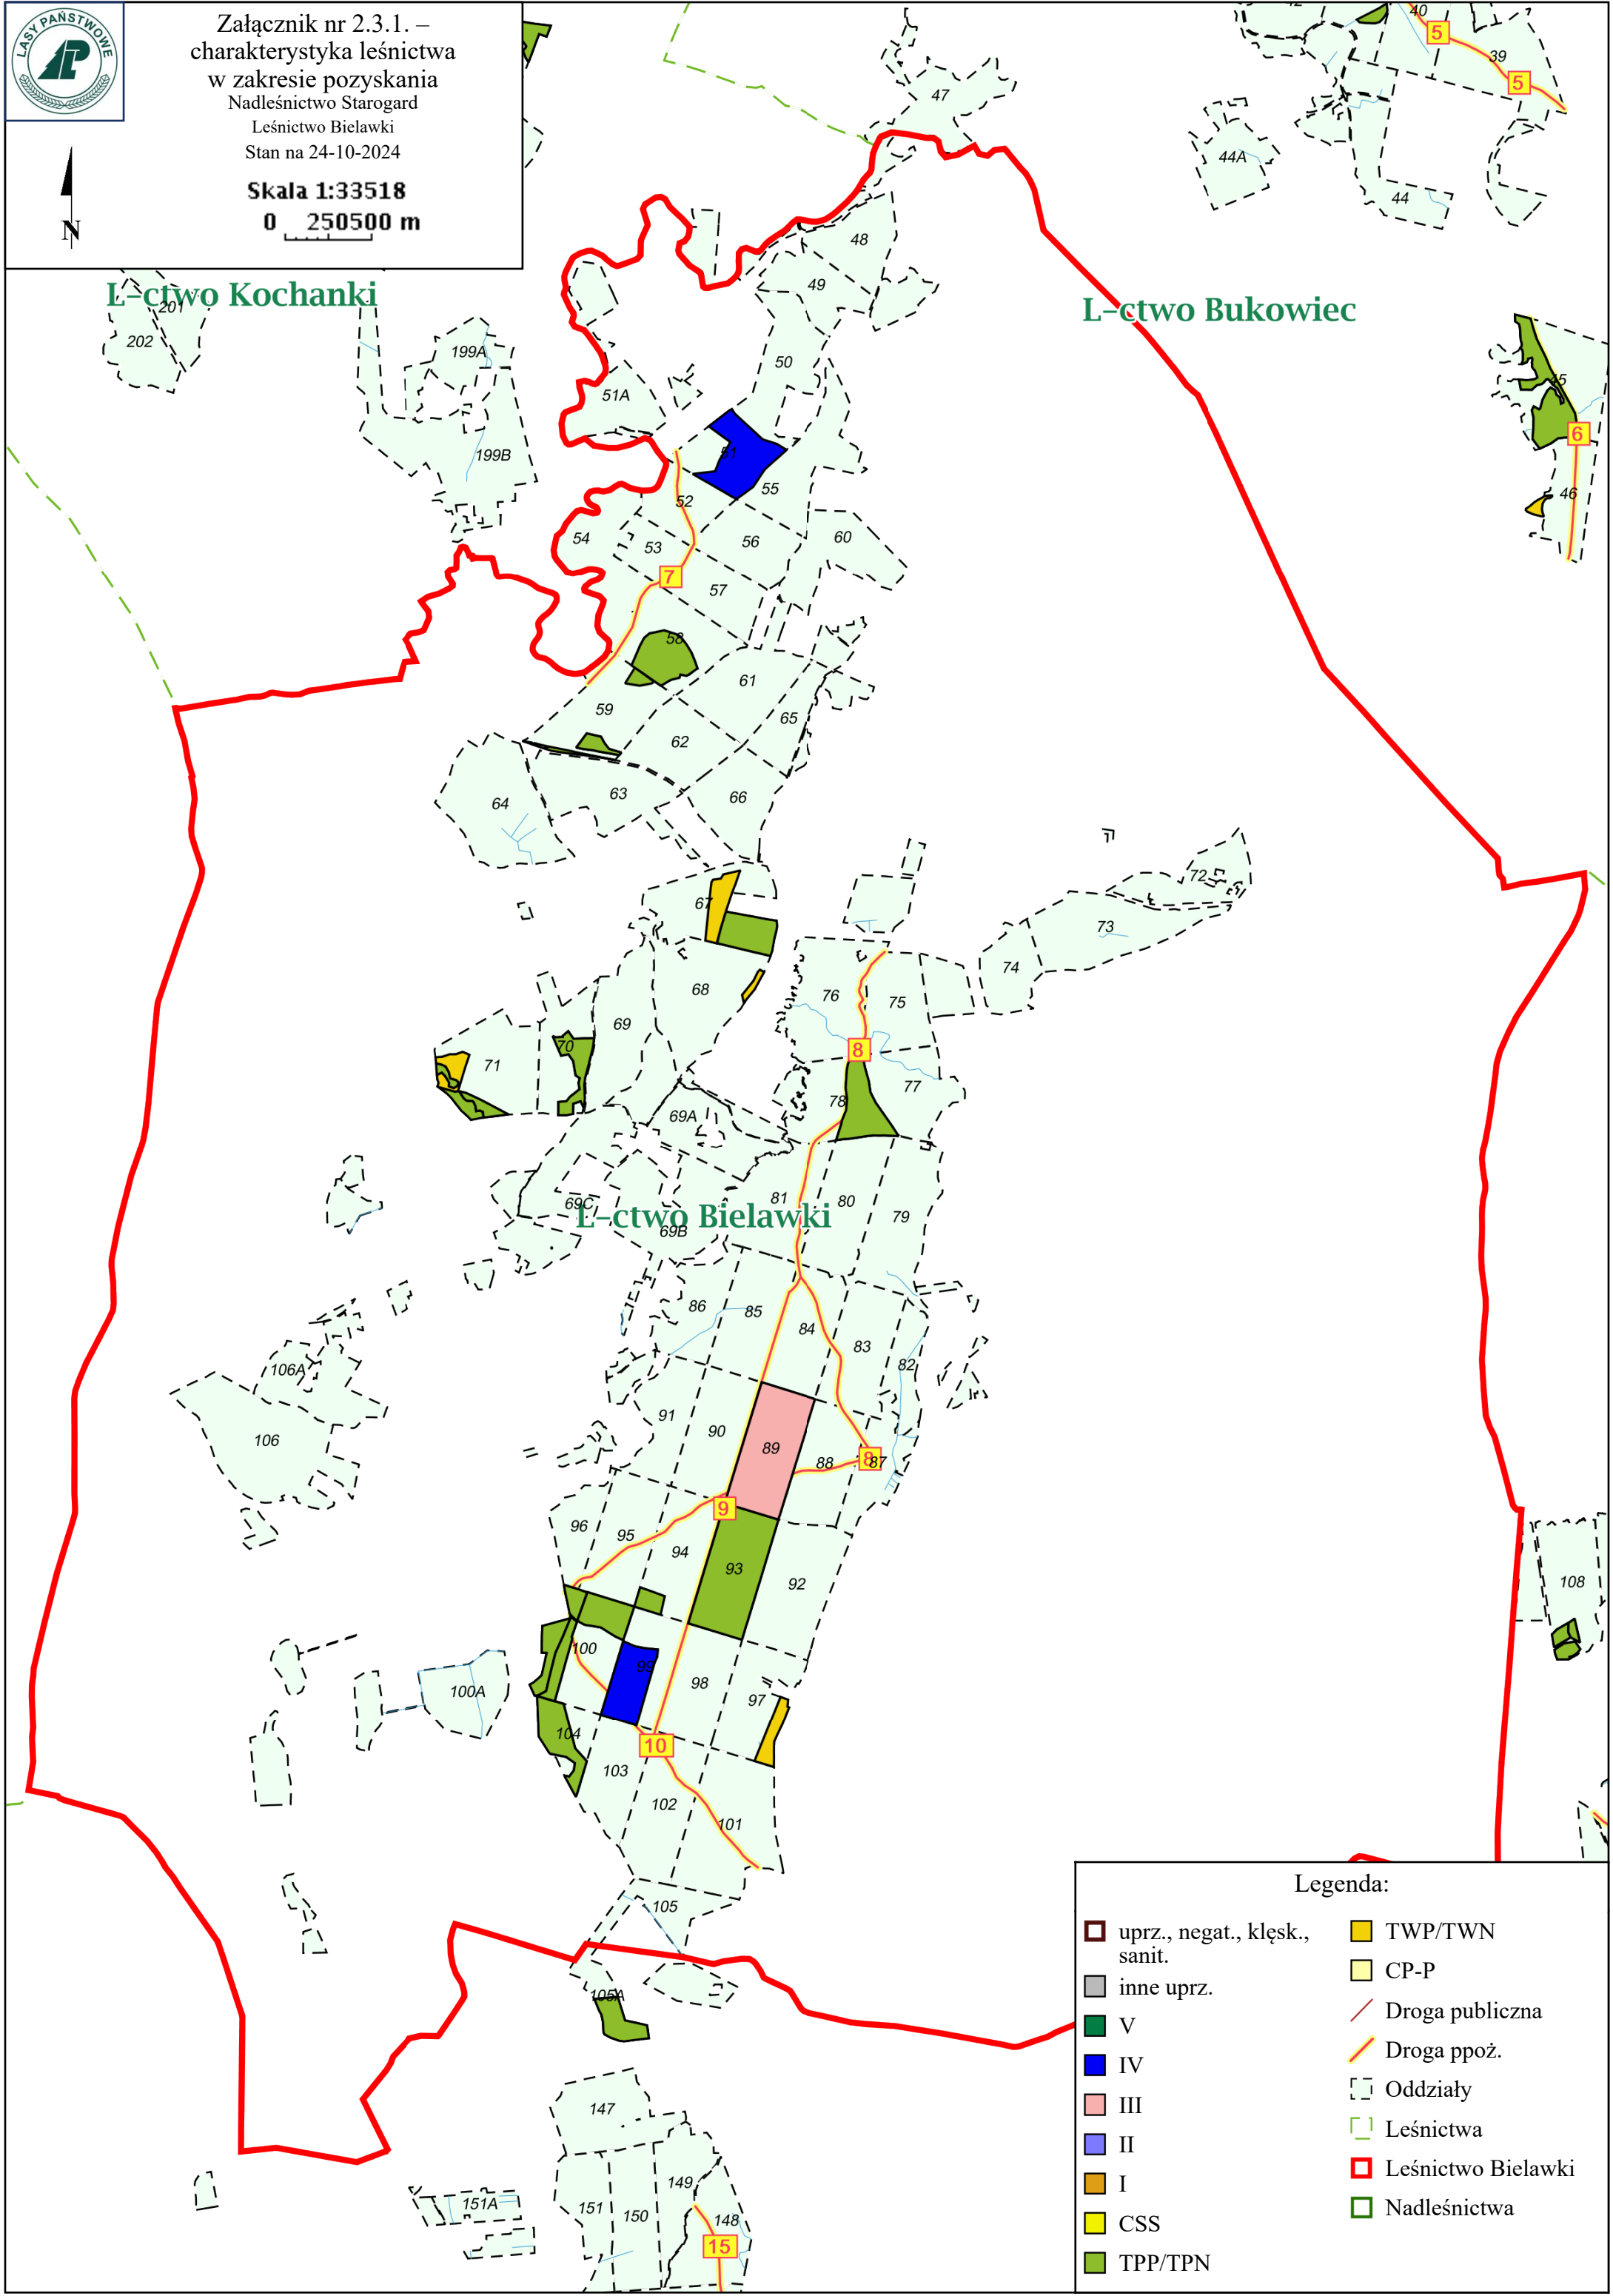 LASY PAŃSTWOWE
Załącznik nr 2.3.1. –
charakterystyka leśnictwa
w zakresie pozyskania
Nadleśnictwo Starogard
Leśnictwo Bielawki
Stan na 24-10-2024
Skala 1:33518
0 250500 m
N
40
5
39
5
47
44A
44
48
L-ctwo Kochanki
201
202
49
L-ctwo Bukowiec
199A
50
51A
45
6
199B
51
55
46
52
54
53
56
60
7
57
58
61
59
65
62
64
63
66
67
72
73
74
68
76
75
69
70
71
8
77
78
69A
69C
81
80
79
L-ctwo Bielawki
69B
86
85
84
83
82
106A
91
90
89
106
88
8
87
9
96
95
94
93
92
108
100
99
98
97
100A
104
10
103
102
101
105
105A
147
149
151A
151
150
148
15
Legenda:
uprz., negat., klęsk.,
sanit.
inne uprz.
V
IV
III
II
I
CSS
TPP/TPN
TWP/TWN
CP-P
Droga publiczna
Droga ppoż.
Oddziały
Leśnictwa
Leśnictwo Bielawki
Nadleśnictwa